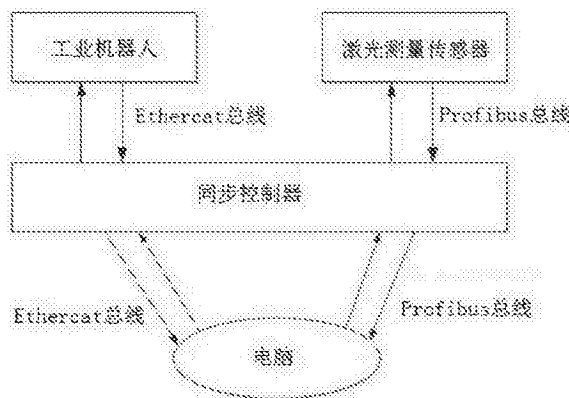 工业机器人
激光测量传感器
Ethercat总线
Profibus总线
同步控制器
Ethercat总线
Profibus总线
电脑